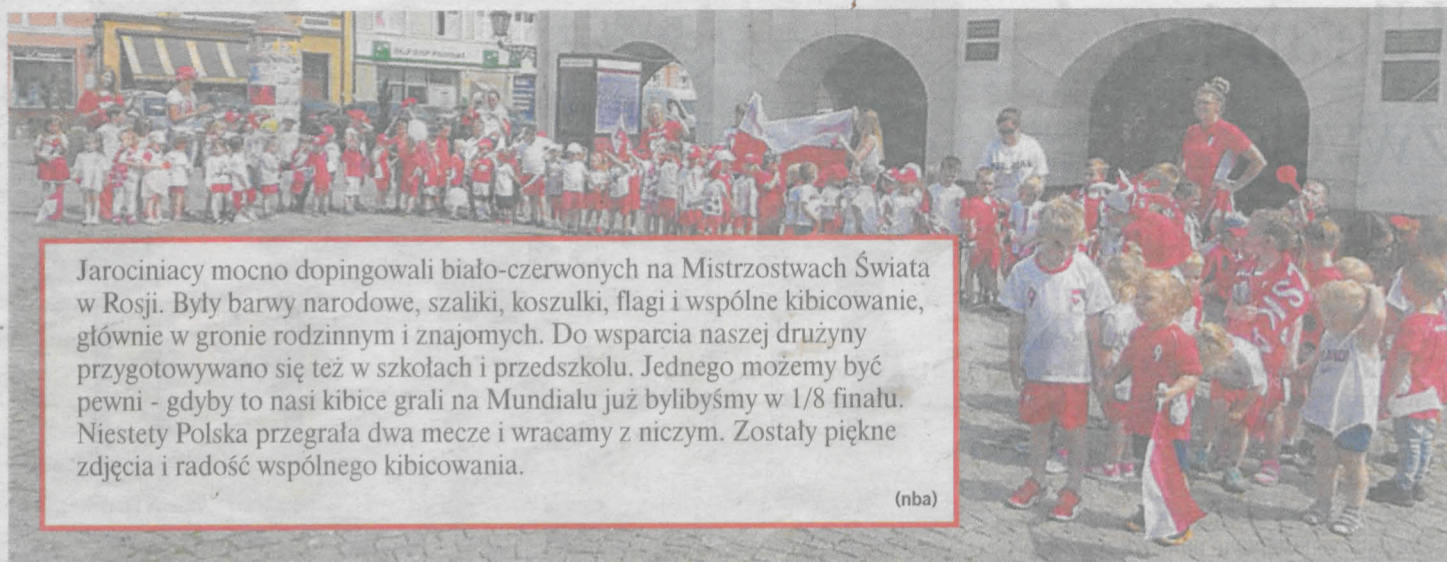 Jarociniacy mocno dopingowali biało-czerwonych na Mistrzostwach Świata
w Rosji. Były barwy narodowe, szaliki, koszulki, flagi i wspólne kibicowanie,
głównie w gronie rodzinnym i znajomych. Do wsparcia naszej drużyny
przygotowywano się też w szkołach i przedszkolu. Jednego możemy być
pewni - gdyby to nasi kibice grali na Mundialu już bylibyśmy w 1/8 finału.
Niestety Polska przegrała dwa mecze i wracamy z niczym. Zostały piękne
zdjęcia i radość wspólnego kibicowania.
(nba)
9
9